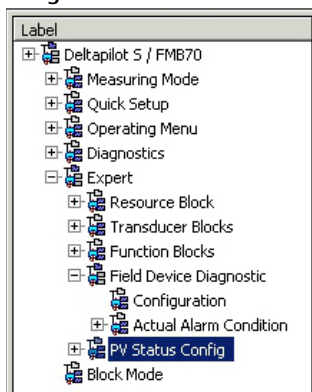 Label
Deltapilot S / FMB70
Measuring Mode
Quick Setup
Operating Menu
Diagnostics
Expert
Resource Block
Transducer Blocks
Function Blocks
Field Device Diagnostic
Configuration
Actual Alarm Condition
PV Status Config
Block Mode